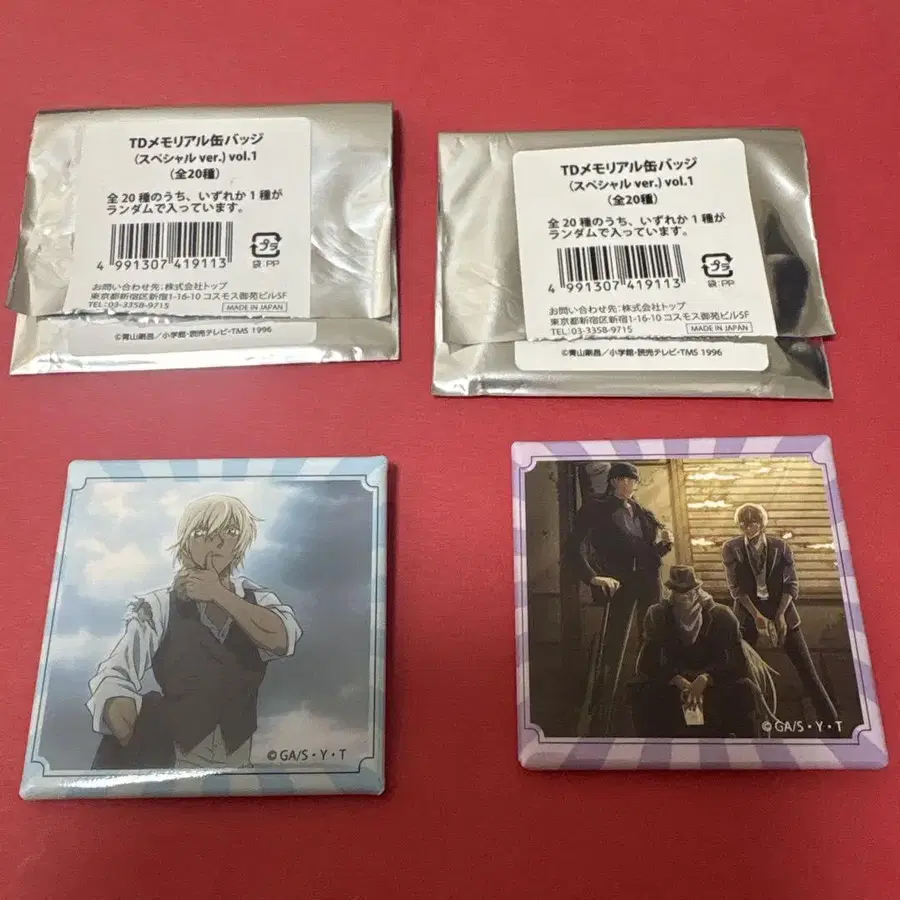 TDメモリアル缶バッジ
（スペシャル ver.) vol.1
（全20種）
全 20 種のうち、いずれか 1 種が
ランダムで入っています。
4 991307 419113
プラ
袋:PP
お問い合わせ先；株式会社トップ
東京都新宿区新宿1-16-10 コスモス御苑ビル5F
TEL:03-3358-9715
MADE IN JAPAN
©青山剛昌／小学館・読売テレビ・TMS 1996
TDメモリアル缶バッジ
（スペシャル ver.) vol.1
（全20種）
全 20 種のうち、いずれか 1 種が
ランダムで入っています。
4 991307 419113
プラ
袋:PP
お問い合わせ先；株式会社トップ
東京都新宿区新宿1-16-10 コスモス御苑ビル5F
TEL:03-3358-9715
MADE IN JAPAN
©青山剛昌／小学館・読売テレビ・TMS 1996
©GA/S・Y・T
©GA/S・Y・T